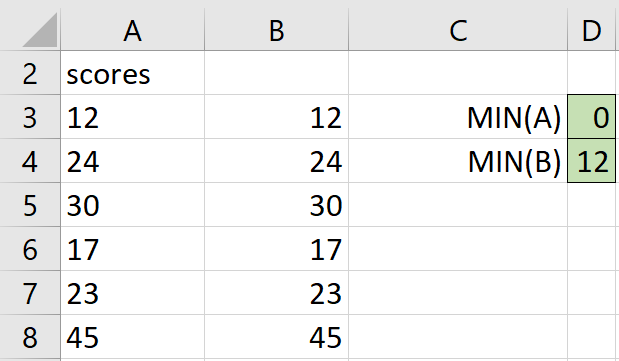 A B C D
2 scores
3 12 12 MIN(A) 0
4 24 24 MIN(B) 12
5 30 30
6 17 17
7 23 23
8 45 45